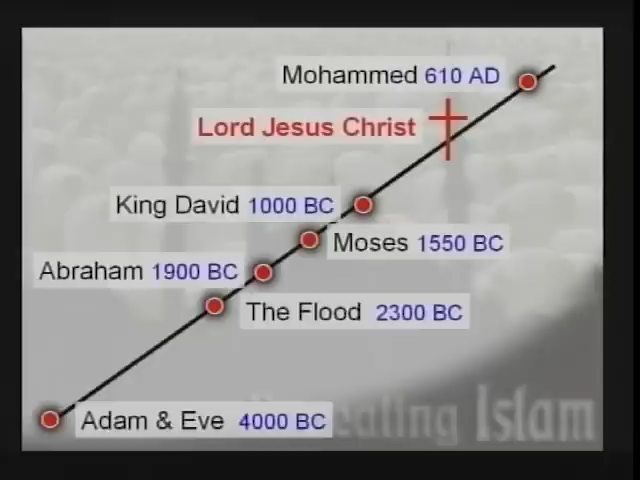 Mohammed 610 AD
Lord Jesus Christ
King David 1000 BC
Moses 1550 BC
Abraham 1900 BC
The Flood 2300 BC
Adam & Eve 4000 BC
Islam